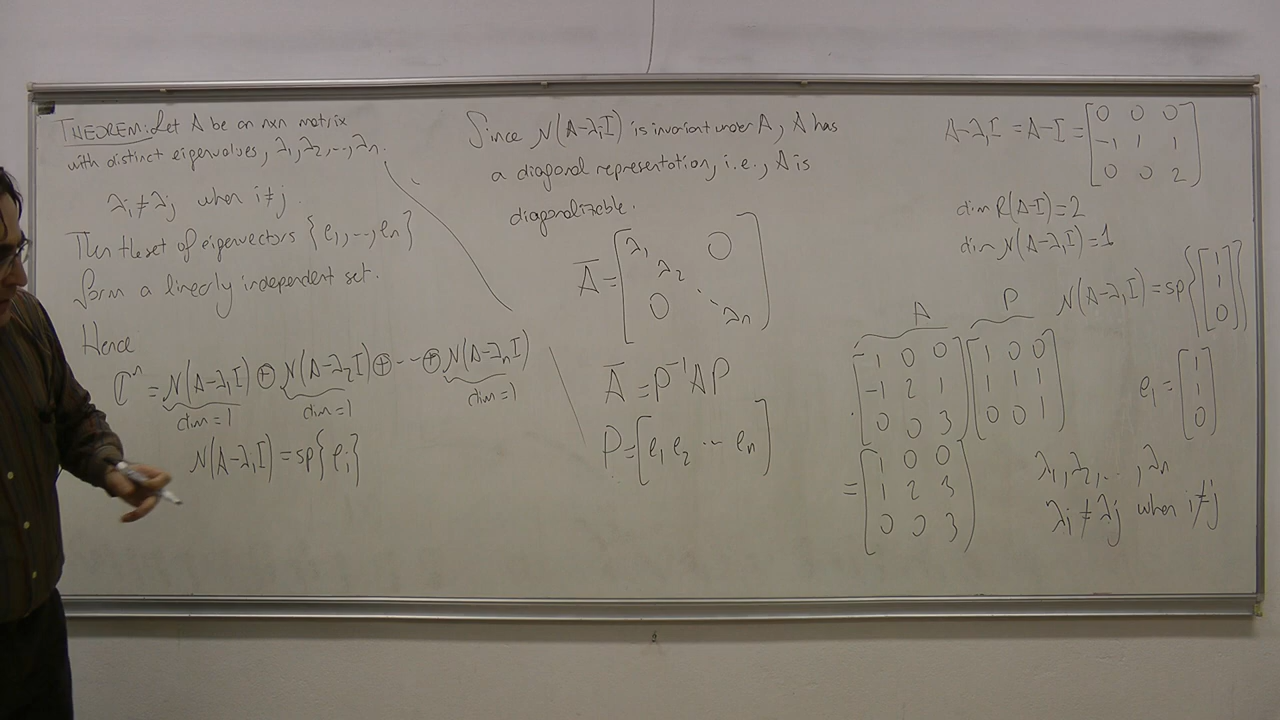 THEOREM: Let A be an nxn matrix
with distinct eigenvalues, λ₁, λ₂, ..., λₙ.
λᵢ ≠ λⱼ when i ≠ j.
Then the set of eigenvectors {e₁, ..., eₙ}
form a linearly independent set.
Hence
ℂⁿ = N(A-λ₁I) ⊕ N(A-λ₂I) ⊕ ... ⊕ N(A-λₙI)
dim=1 dim=1 dim=1
N(A-λᵢI) = sp{eᵢ}
Since N(A-λᵢI) is invariant under A, A has
a diagonal representation, i.e., A is
diagonalizable.
A̅ = [λ₁ 0
λ₂
0 ⋱ λₙ]
A̅ = P⁻¹AP
P = [e₁ e₂ ... eₙ]
A-λ₁I = A-I = [0 0 0
-1 1 1
0 0 2]
dim R(A-I) = 2
dim N(A-λ₁I) = 1
N(A-λ₁I) = sp{[1
1
0]}
A P
[1 0 0] [1 0 0]
[-1 2 1] [1 1 1]
[0 0 3] [0 0 1]
= [1 0 0
1 2 3
0 0 3]
e₁ = [1
1
0]
λ₁, λ₂, ..., λₙ
λᵢ ≠ λⱼ when i ≠ j